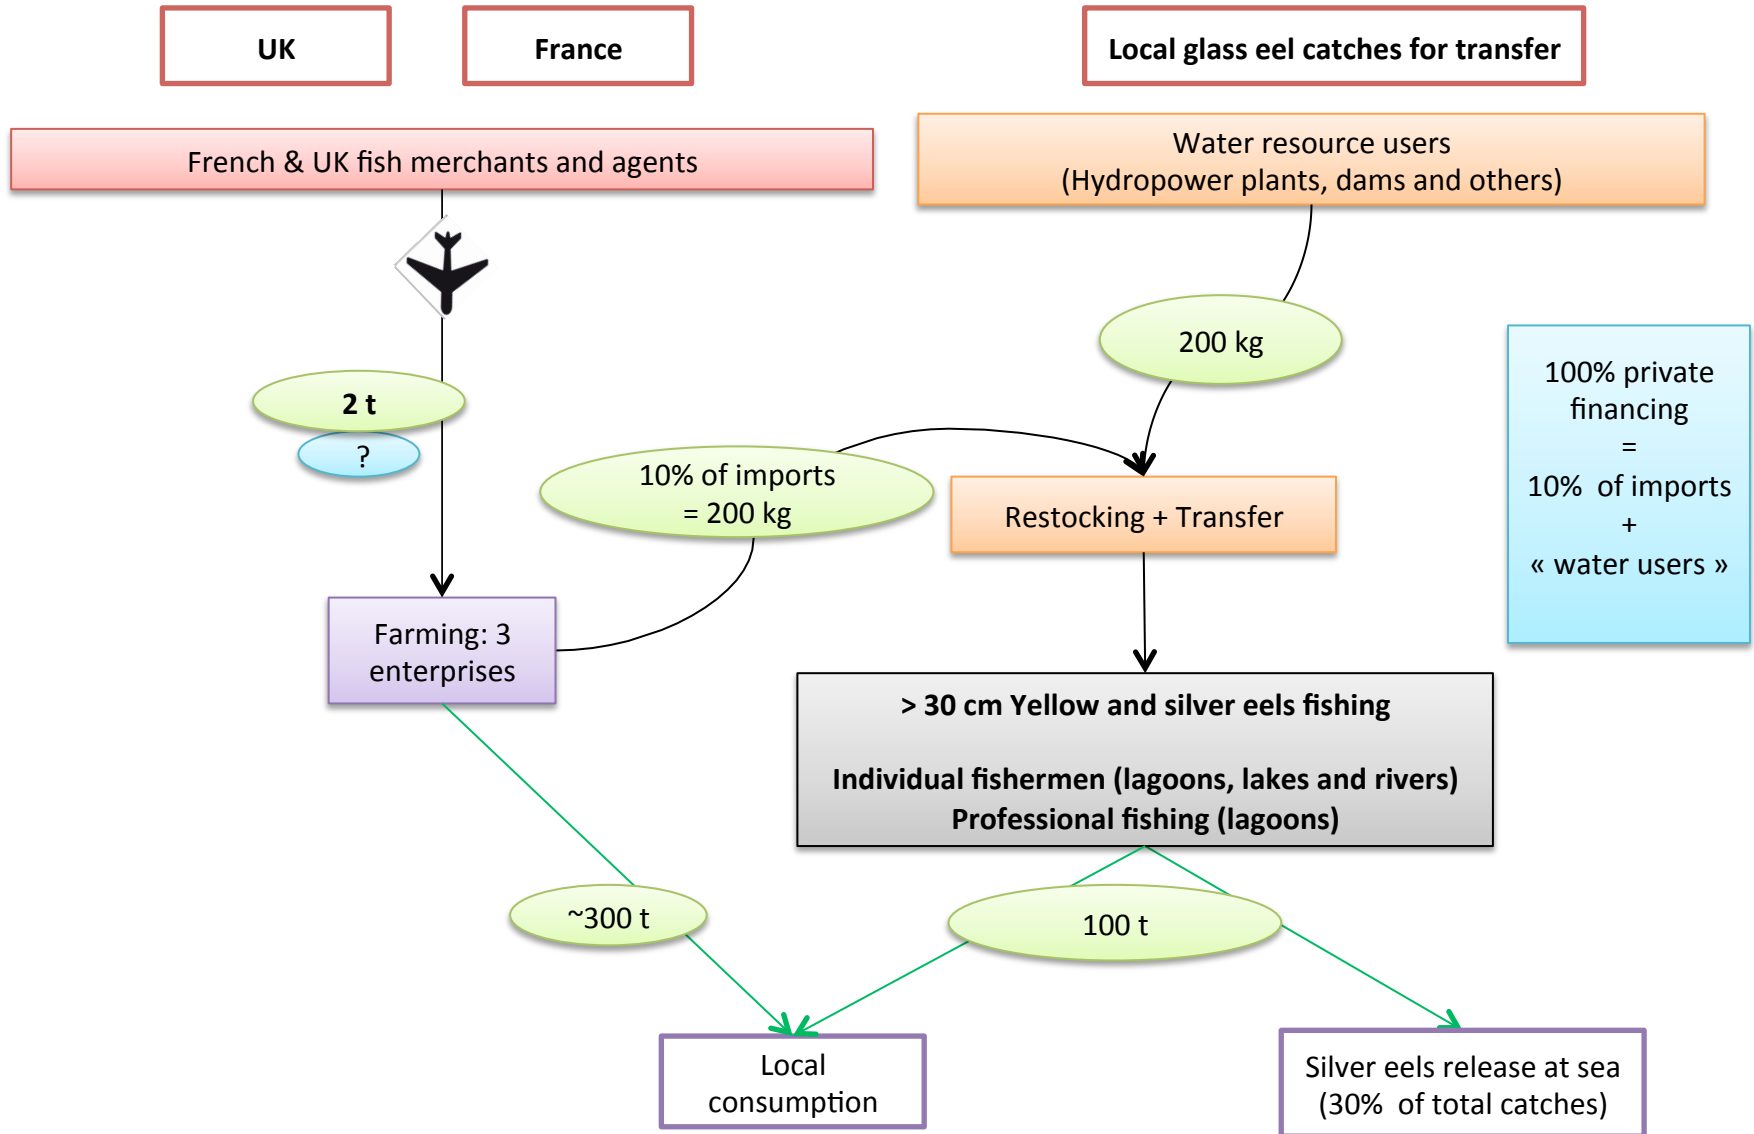 UK
France
Local glass eel catches for transfer
French & UK fish merchants and agents
Water resource users
(Hydropower plants, dams and others)
200 kg
2 t
?
10% of imports
= 200 kg
100% private
financing
=
10%  of imports
+
« water users »
Restocking + Transfer
Farming: 3
enterprises
> 30 cm Yellow and silver eels fishing
Individual fishermen (lagoons, lakes and rivers)
Professional fishing (lagoons)
~300 t
100 t
Local
consumption
Silver eels release at sea
(30%  of total catches)